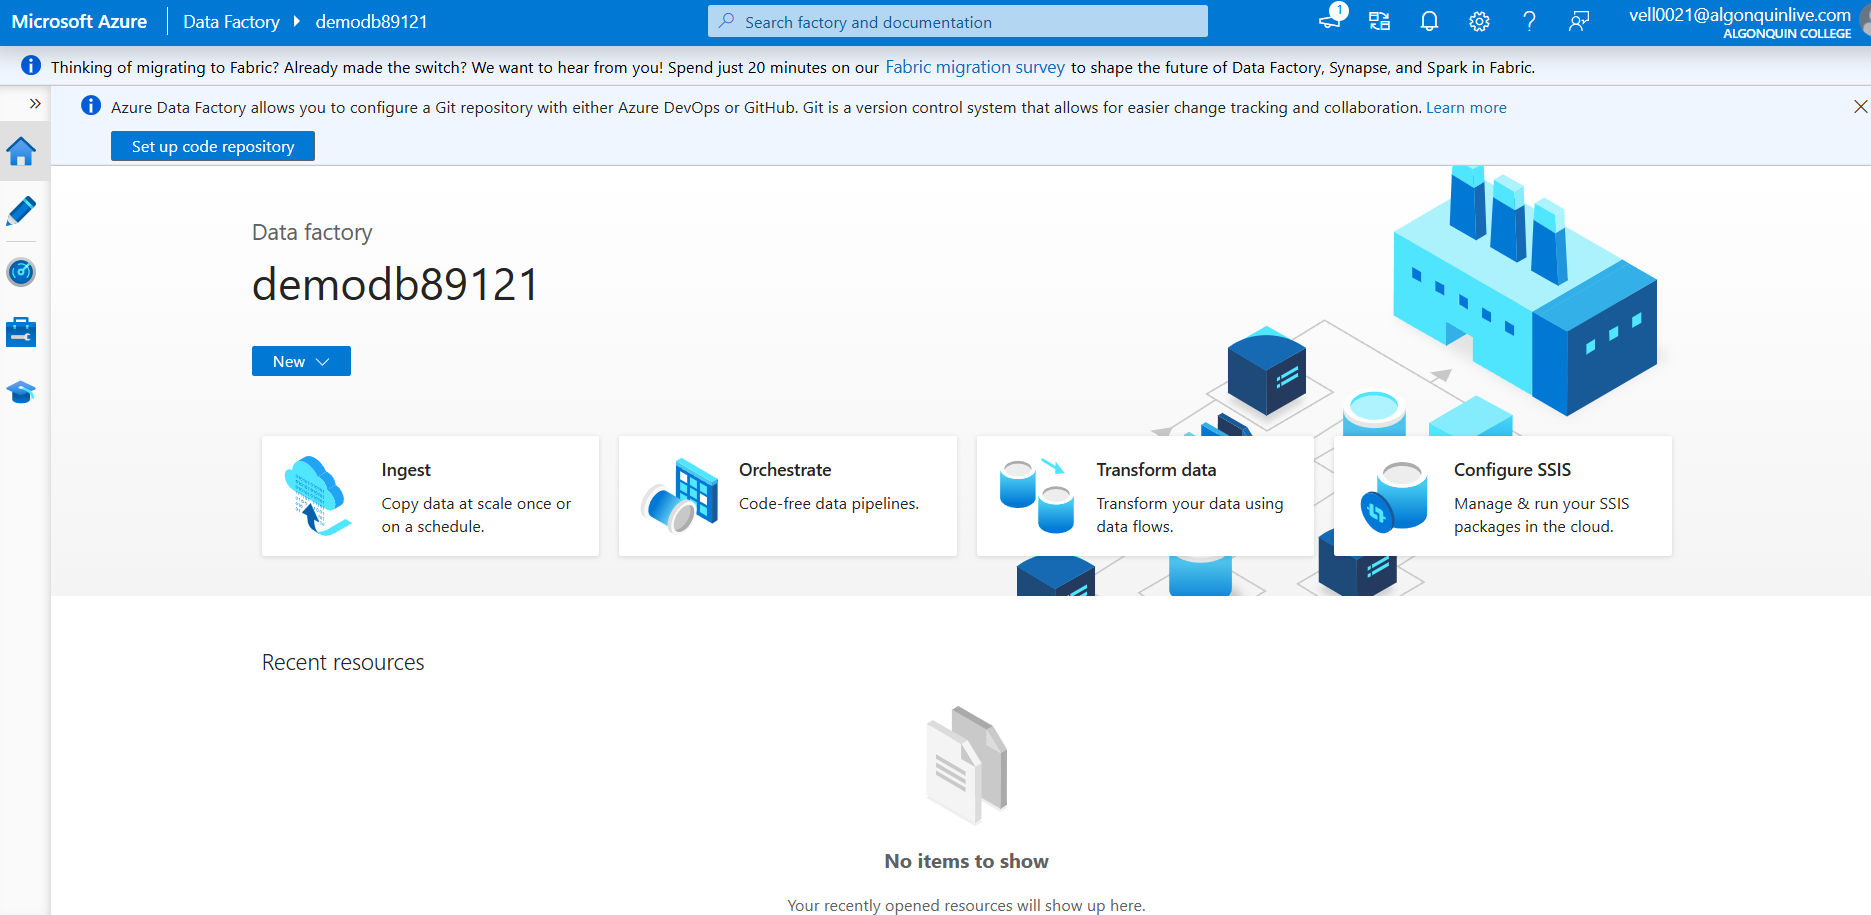 Microsoft Azure
Data Factory
demodb89121
Search factory and documentation
1
vell0021@algonquinlive.com
ALGONQUIN COLLEGE
Thinking of migrating to Fabric? Already made the switch? We want to hear from you! Spend just 20 minutes on our Fabric migration survey to shape the future of Data Factory, Synapse, and Spark in Fabric.
Azure Data Factory allows you to configure a Git repository with either Azure DevOps or GitHub. Git is a version control system that allows for easier change tracking and collaboration. Learn more
Set up code repository
Data factory
demodb89121
New
Ingest
Copy data at scale once or
on a schedule.
Orchestrate
Code-free data pipelines.
Transform data
Transform your data using
data flows.
Configure SSIS
Manage & run your SSIS
packages in the cloud.
Recent resources
No items to show
Your recently opened resources will show up here.